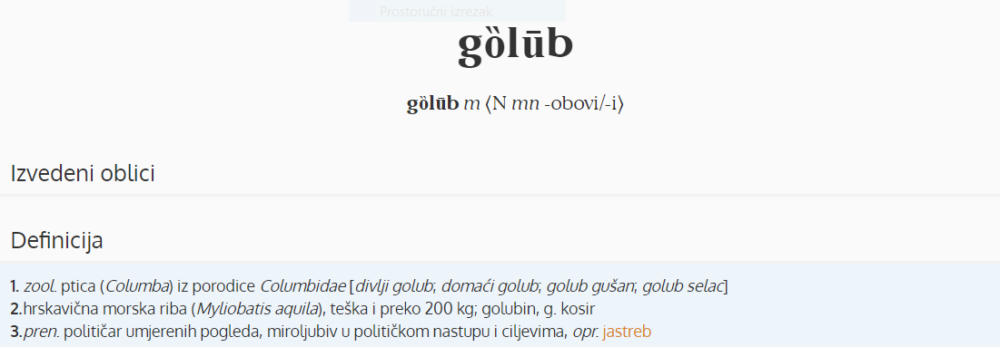 Prostoručni izrezak
gȍlūb
gȍlūb m ⟨N mn -obovi/-i⟩
Izvedeni oblici
Definicija
1. zool. ptica (Columba) iz porodice Columbidae [divlji golub; domaći golub; golub gušan; golub selac]
2.hrskavična morska riba (Myliobatis aquila), teška i preko 200 kg; golubin, g. kosir
3.pren. političar umjerenih pogleda, miroljubiv u političkom nastupu i ciljevima, opr. jastreb